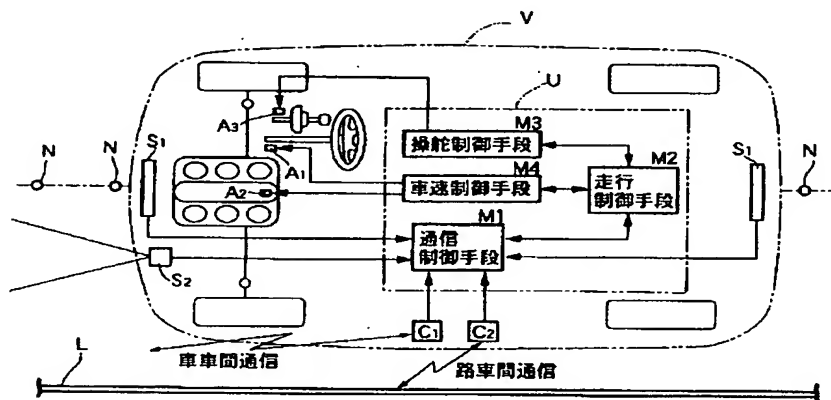 V
U
N
S1
N
A3
A1
A2
M3
操舵制御手段
M4
車速制御手段
M2
走行
制御手段
M1
通信
制御手段
S1
N
S2
C1
C2
車車間通信
路車間通信
L